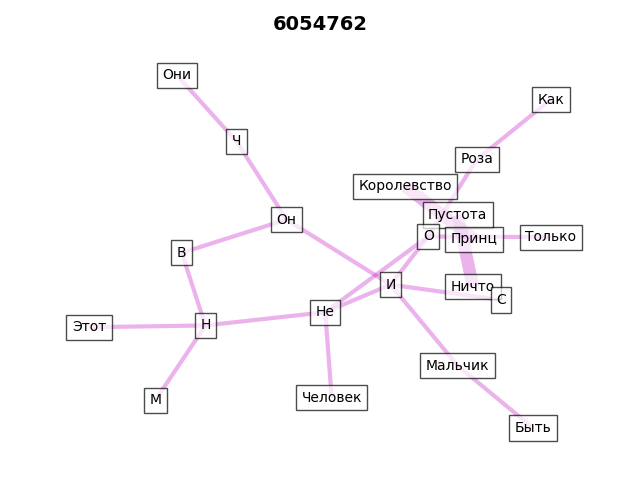 6054762
Они
Как
Ч
Роза
Королевство
Пустота
Он
О
Принц
Только
В
И
Ничто
С
Не
Н
Этот
Мальчик
Человек
М
Быть